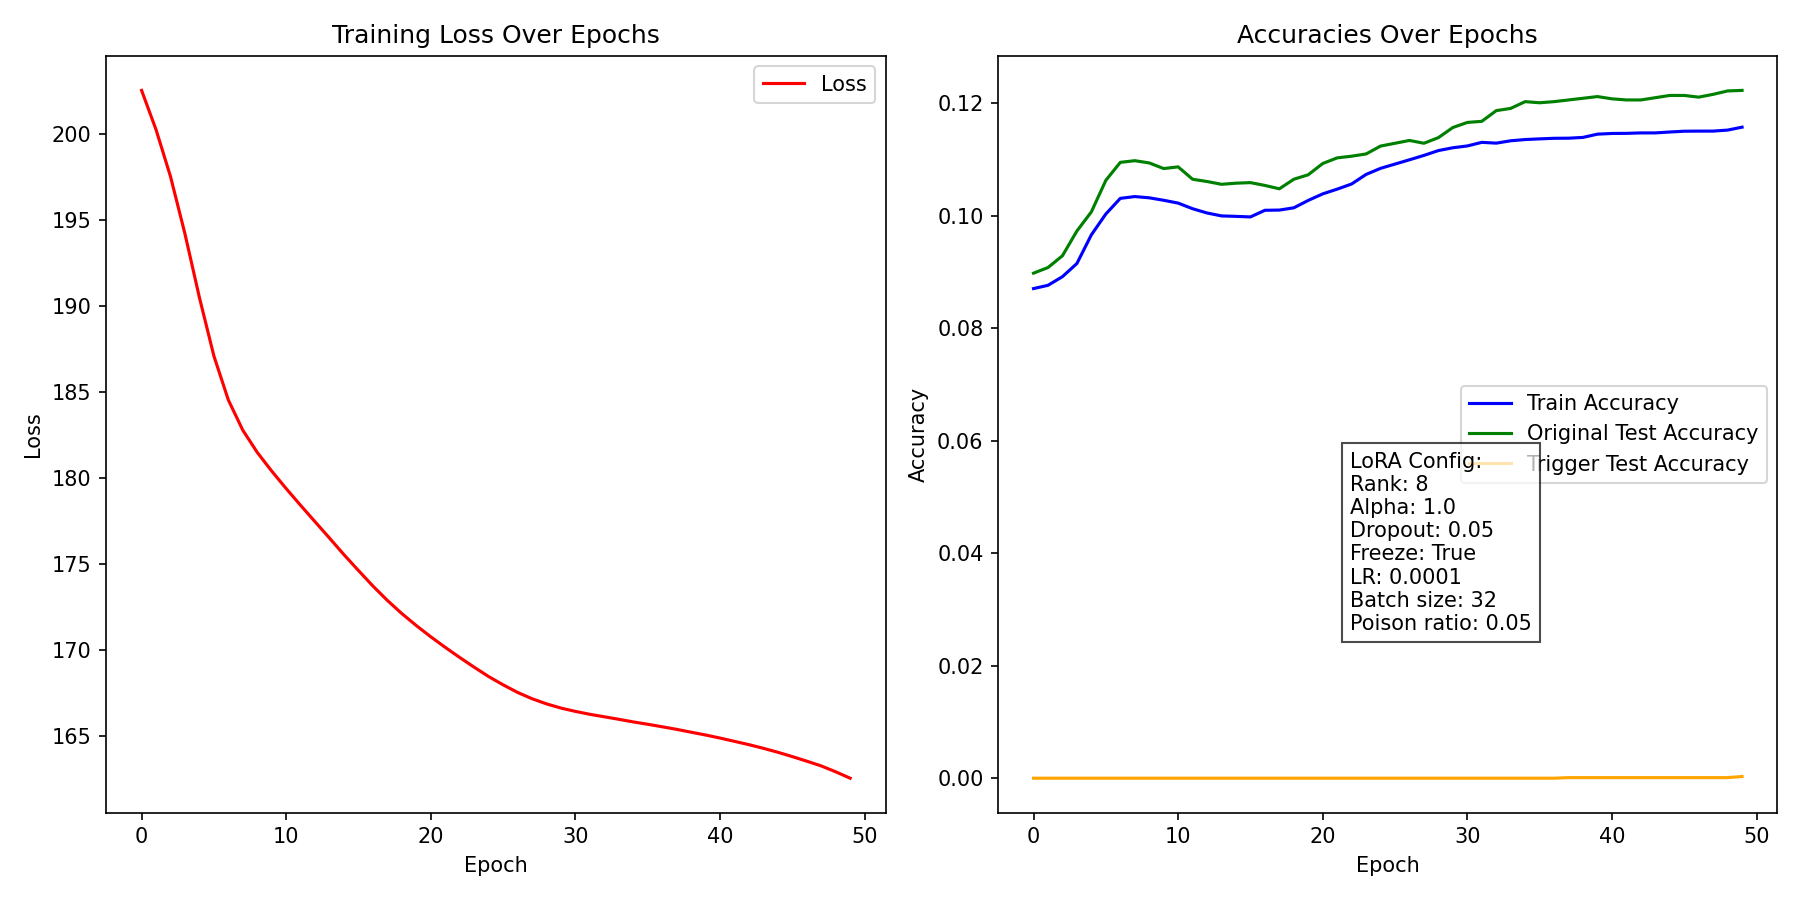 Training Loss Over Epochs
Loss
200
195
190
185
180
175
170
165
Loss
0
10
20
30
40
50
Epoch
Accuracies Over Epochs
0.12
0.10
0.08
0.06
0.04
0.02
0.00
Accuracy
Train Accuracy
Original Test Accuracy
Trigger Test Accuracy
LoRA Config:
Rank: 8
Alpha: 1.0
Dropout: 0.05
Freeze: True
LR: 0.0001
Batch size: 32
Poison ratio: 0.05
0
10
20
30
40
50
Epoch